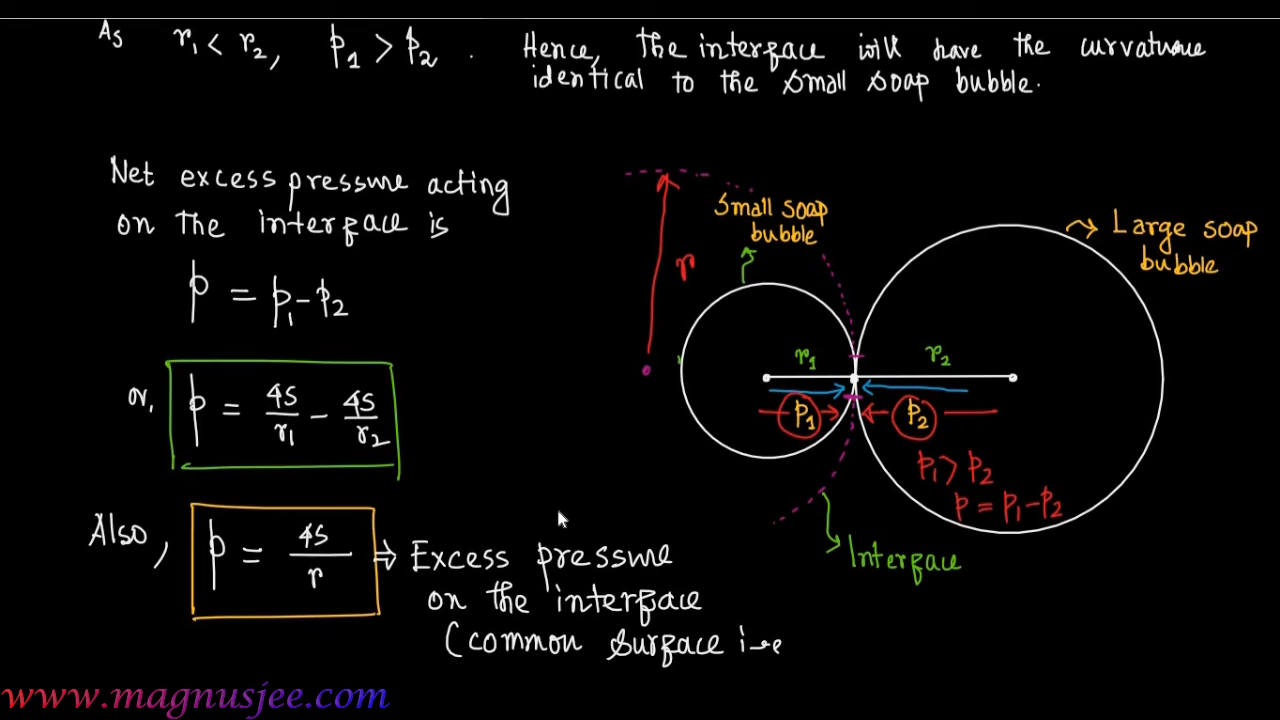 As r₁ < r₂, p₁ > p₂ . Hence, the interface will have the curvature
identical to the small soap bubble.
Net excess pressure acting
on the interface is
p = p₁ - p₂
or, p = 4S/r₁ - 4S/r₂
Also, p = 4S/r → Excess pressure
on the interface
(common surface i.e
Small soap
bubble
Large soap
bubble
r
r₁
r₂
p₁
p₂
p₁ > p₂
p = p₁ - p₂
Interface
www.magnusjee.com